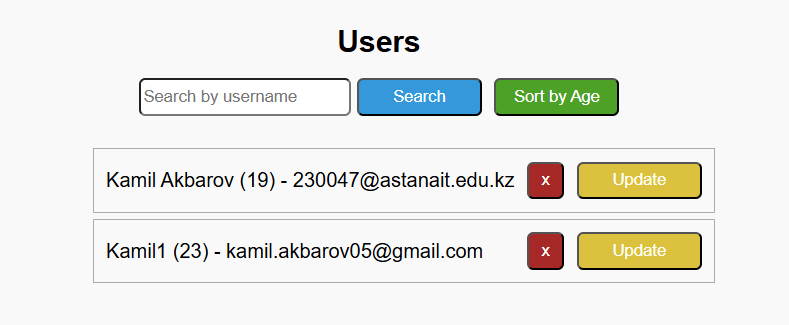 Users
Search by username Search Sort by Age
Kamil Akbarov (19) - 230047@astanait.edu.kz x Update
Kamil1 (23) - kamil.akbarov05@gmail.com x Update